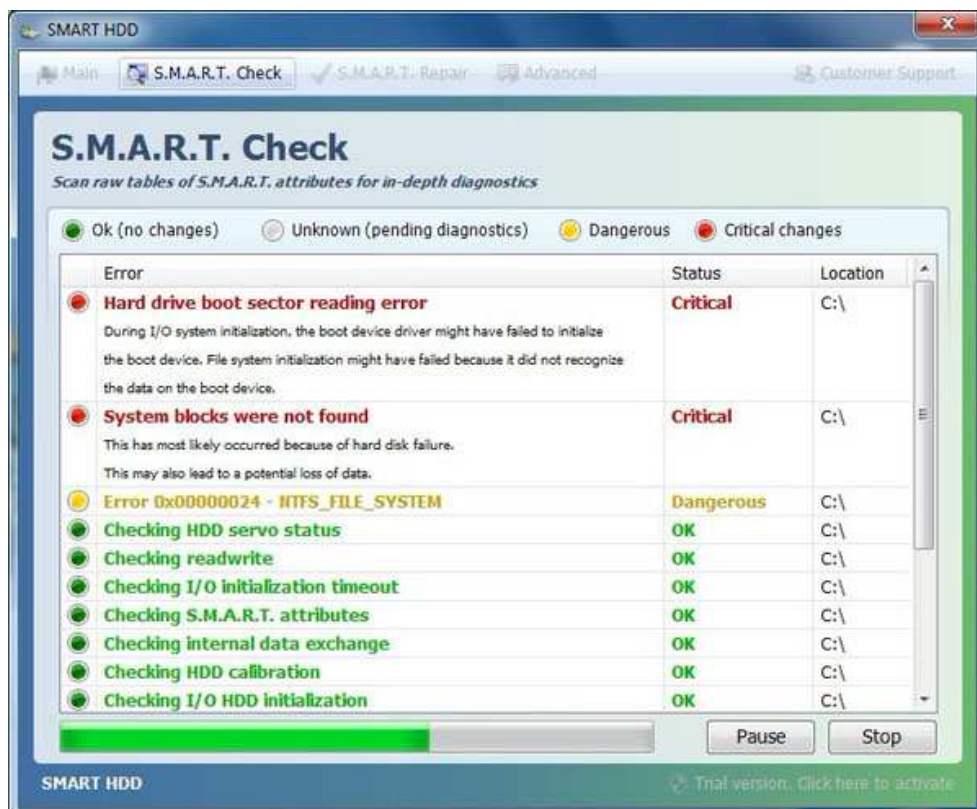 SMART HDD
Main S.M.A.R.T. Check S.M.A.R.T. Repair Advanced Customer Support
S.M.A.R.T. Check
Scan raw tables of S.M.A.R.T. attributes for in-depth diagnostics
Ok (no changes) Unknown (pending diagnostics) Dangerous Critical changes
Error Status Location
Hard drive boot sector reading error Critical C:\
During I/O system initialization, the boot device driver might have failed to initialize
the boot device. File system initialization might have failed because it did not recognize
the data on the boot device.
System blocks were not found Critical C:\
This has most likely occurred because of hard disk failure.
This may also lead to a potential loss of data.
Error 0x00000024 - NTFS_FILE_SYSTEM Dangerous C:\
Checking HDD servo status OK C:\
Checking readwrite OK C:\
Checking I/O initialization timeout OK C:\
Checking S.M.A.R.T. attributes OK C:\
Checking internal data exchange OK C:\
Checking HDD calibration OK C:\
Checking I/O HDD initialization OK C:\
Pause Stop
SMART HDD Trial version. Click here to activate